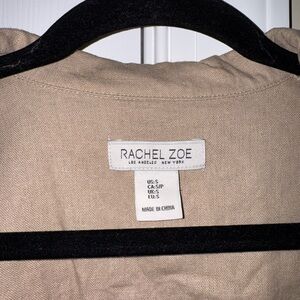 RACHEL ZOE
LOS ANGELES NEW YORK
US:S
CA:S/P
UK:S
EU:S
MADE IN CHINA